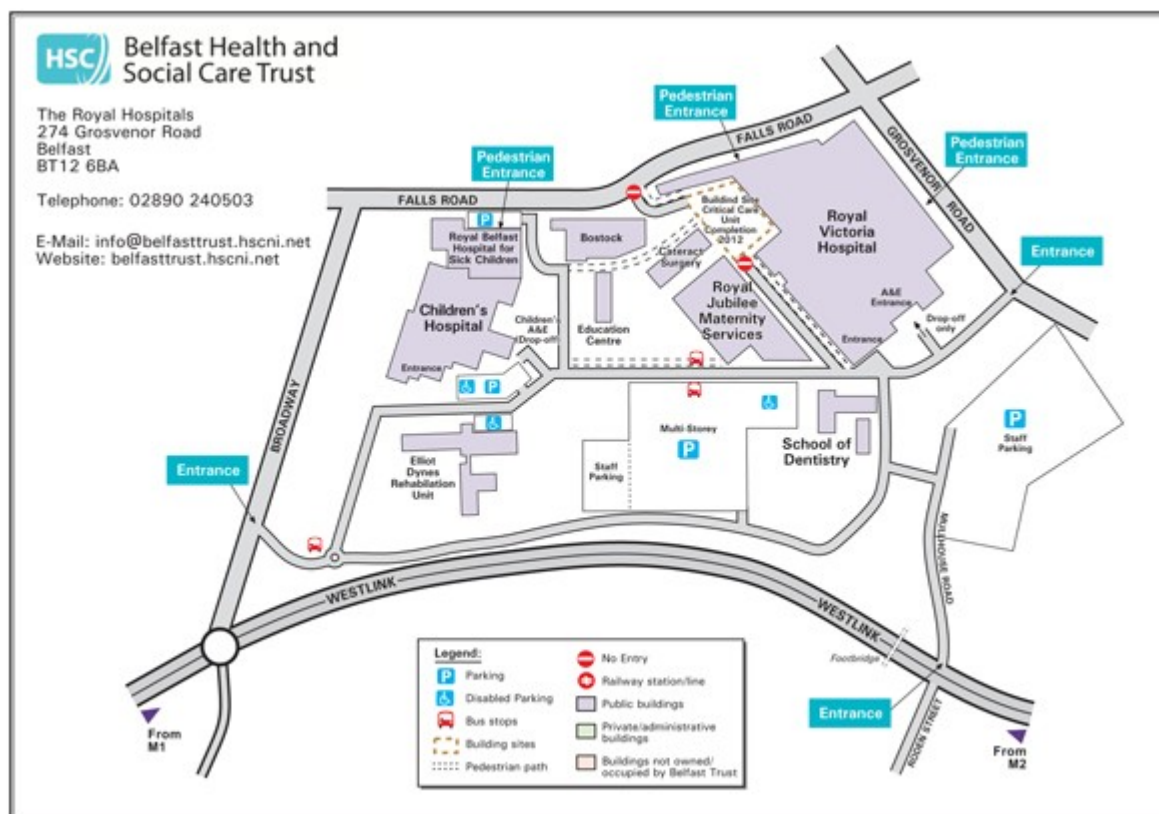 HSC
Belfast Health and
Social Care Trust
The Royal Hospitals
274 Grosvenor Road
Belfast
BT12 6BA
Telephone: 02890 240503
E-Mail: info@belfasttrust.hscni.net
Website: belfasttrust.hscni.net
Pedestrian
Entrance
FALLS ROAD
GROSVENOR
ROAD
Pedestrian
Entrance
Pedestrian
Entrance
FALLS ROAD
P
Royal Belfast
Hospital for
Sick Children
Bostock
Buildind Site
Critical Care
Unit
Completion
2012
Cateract
Surgery
Royal
Victoria
Hospital
Entrance
Children's
Hospital
Children's
A&E
(Drop-off)
Entrance
Education
Centre
Royal
Jubilee
Maternity
Services
A&E
Entrance
Drop-off
only
Entrance
BROADWAY
P
Multi Storey
P
Staff
Parking
School of
Dentistry
P
Staff
Parking
Elliot
Dynes
Rehabilation
Unit
Entrance
MULHOUSE ROAD
WESTLINK
WESTLINK
Footbridge
Entrance
RODEN STREET
From
M1
From
M2
Legend:
P Parking
Disabled Parking
Bus stops
Building sites
Pedestrian path
No Entry
Railway station/line
Public buildings
Private/administrative
buildings
Buildings not owned/
occupied by Belfast Trust